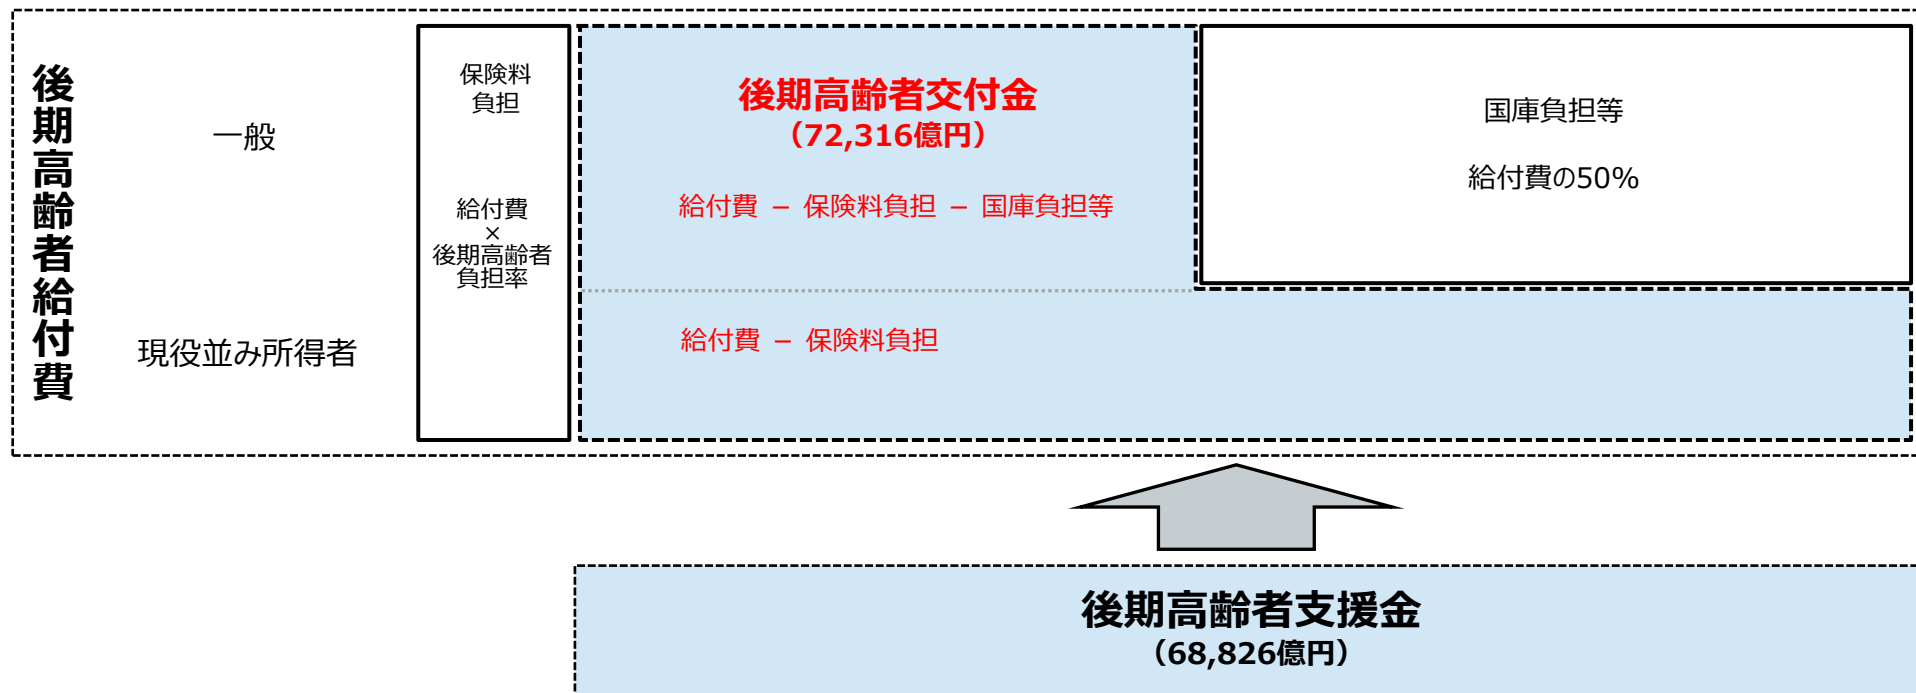 後期高齢者給付費
一般
現役並み所得者
保険料
負担
給付費
×
後期高齢者
負担率
後期高齢者交付金
（72,316億円）
給付費 － 保険料負担 － 国庫負担等
給付費 － 保険料負担
国庫負担等
給付費の50%
後期高齢者支援金
（68,826億円）